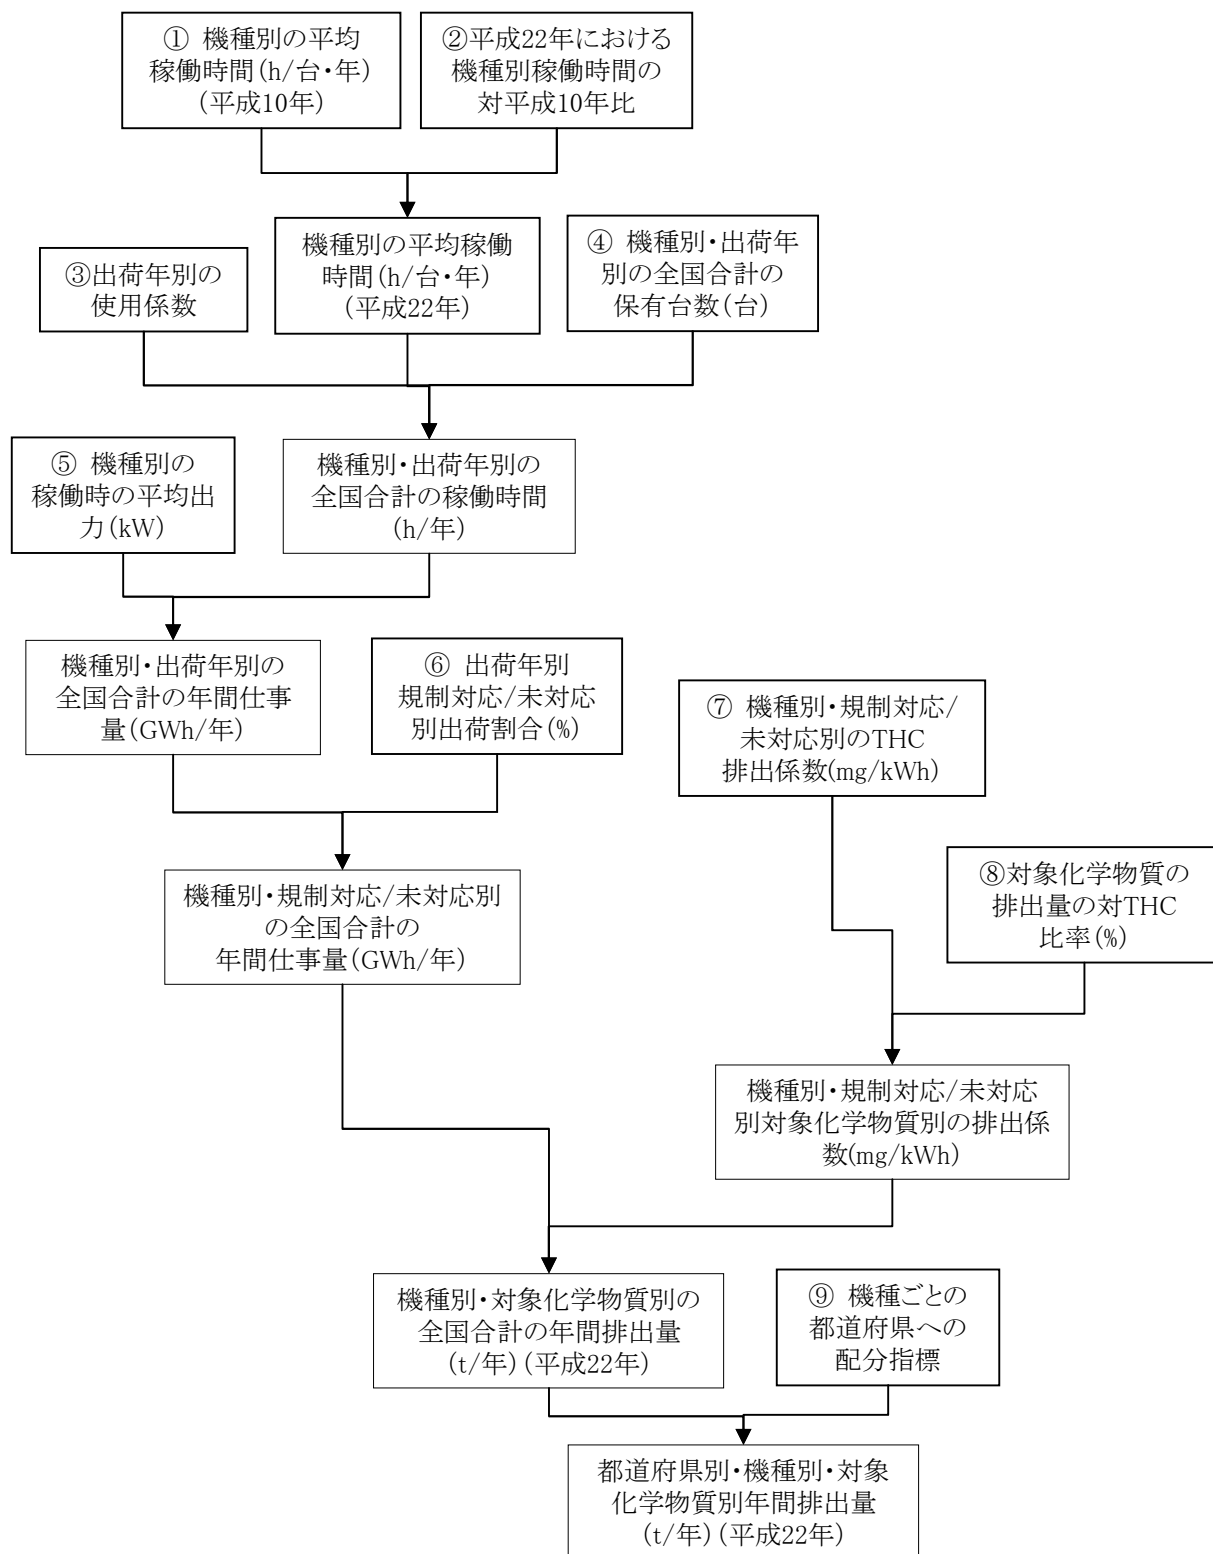 ① 機種別の平均
稼働時間(h/台・年)
(平成10年)
②平成22年における
機種別稼働時間の
対平成10年比
③出荷年別の
使用係数
機種別の平均稼働
時間(h/台・年)
(平成22年)
④ 機種別・出荷年
別の全国合計の
保有台数(台)
⑤ 機種別の
稼働時の平均出
力(kW)
機種別・出荷年別の
全国合計の稼働時間
(h/年)
機種別・出荷年別の
全国合計の年間仕事
量(GWh/年)
⑥ 出荷年別
規制対応/未対応
別出荷割合(%)
⑦ 機種別・規制対応/
未対応別のTHC
排出係数(mg/kWh)
機種別・規制対応/未対応別
の全国合計の
年間仕事量(GWh/年)
⑧対象化学物質の
排出量の対THC
比率(%)
機種別・規制対応/未対応
別対象化学物質別の排出係
数(mg/kWh)
機種別・対象化学物質別の
全国合計の年間排出量
(t/年)(平成22年)
⑨ 機種ごとの
都道府県への
配分指標
都道府県別・機種別・対象
化学物質別年間排出量
(t/年)(平成22年)